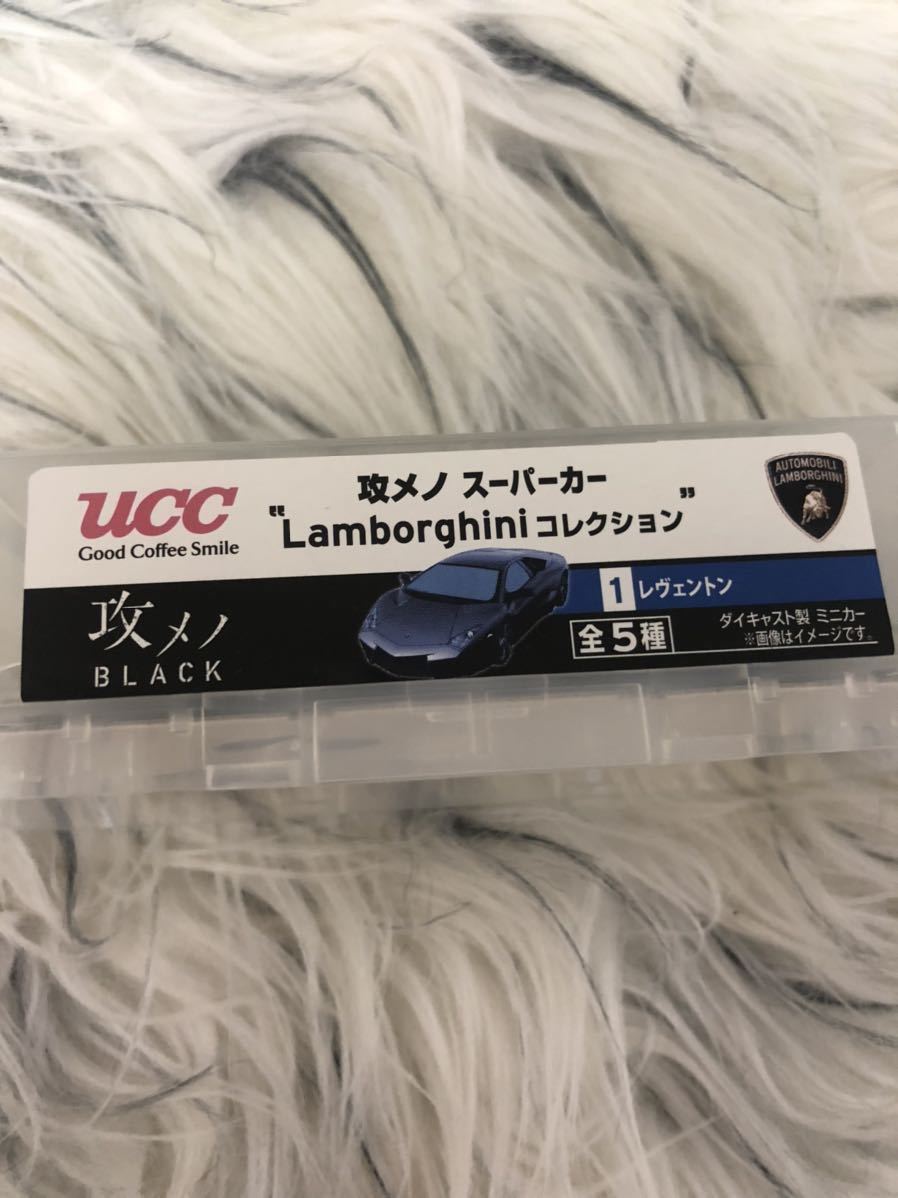 ucc
Good Coffee Smile
攻メノ スーパーカー
"Lamborghini コレクション"
AUTOMOBILI
LAMBORGHINI
攻メノ
BLACK
1 レヴェントン
全5種
ダイキャスト製 ミニカー
※画像はイメージです。